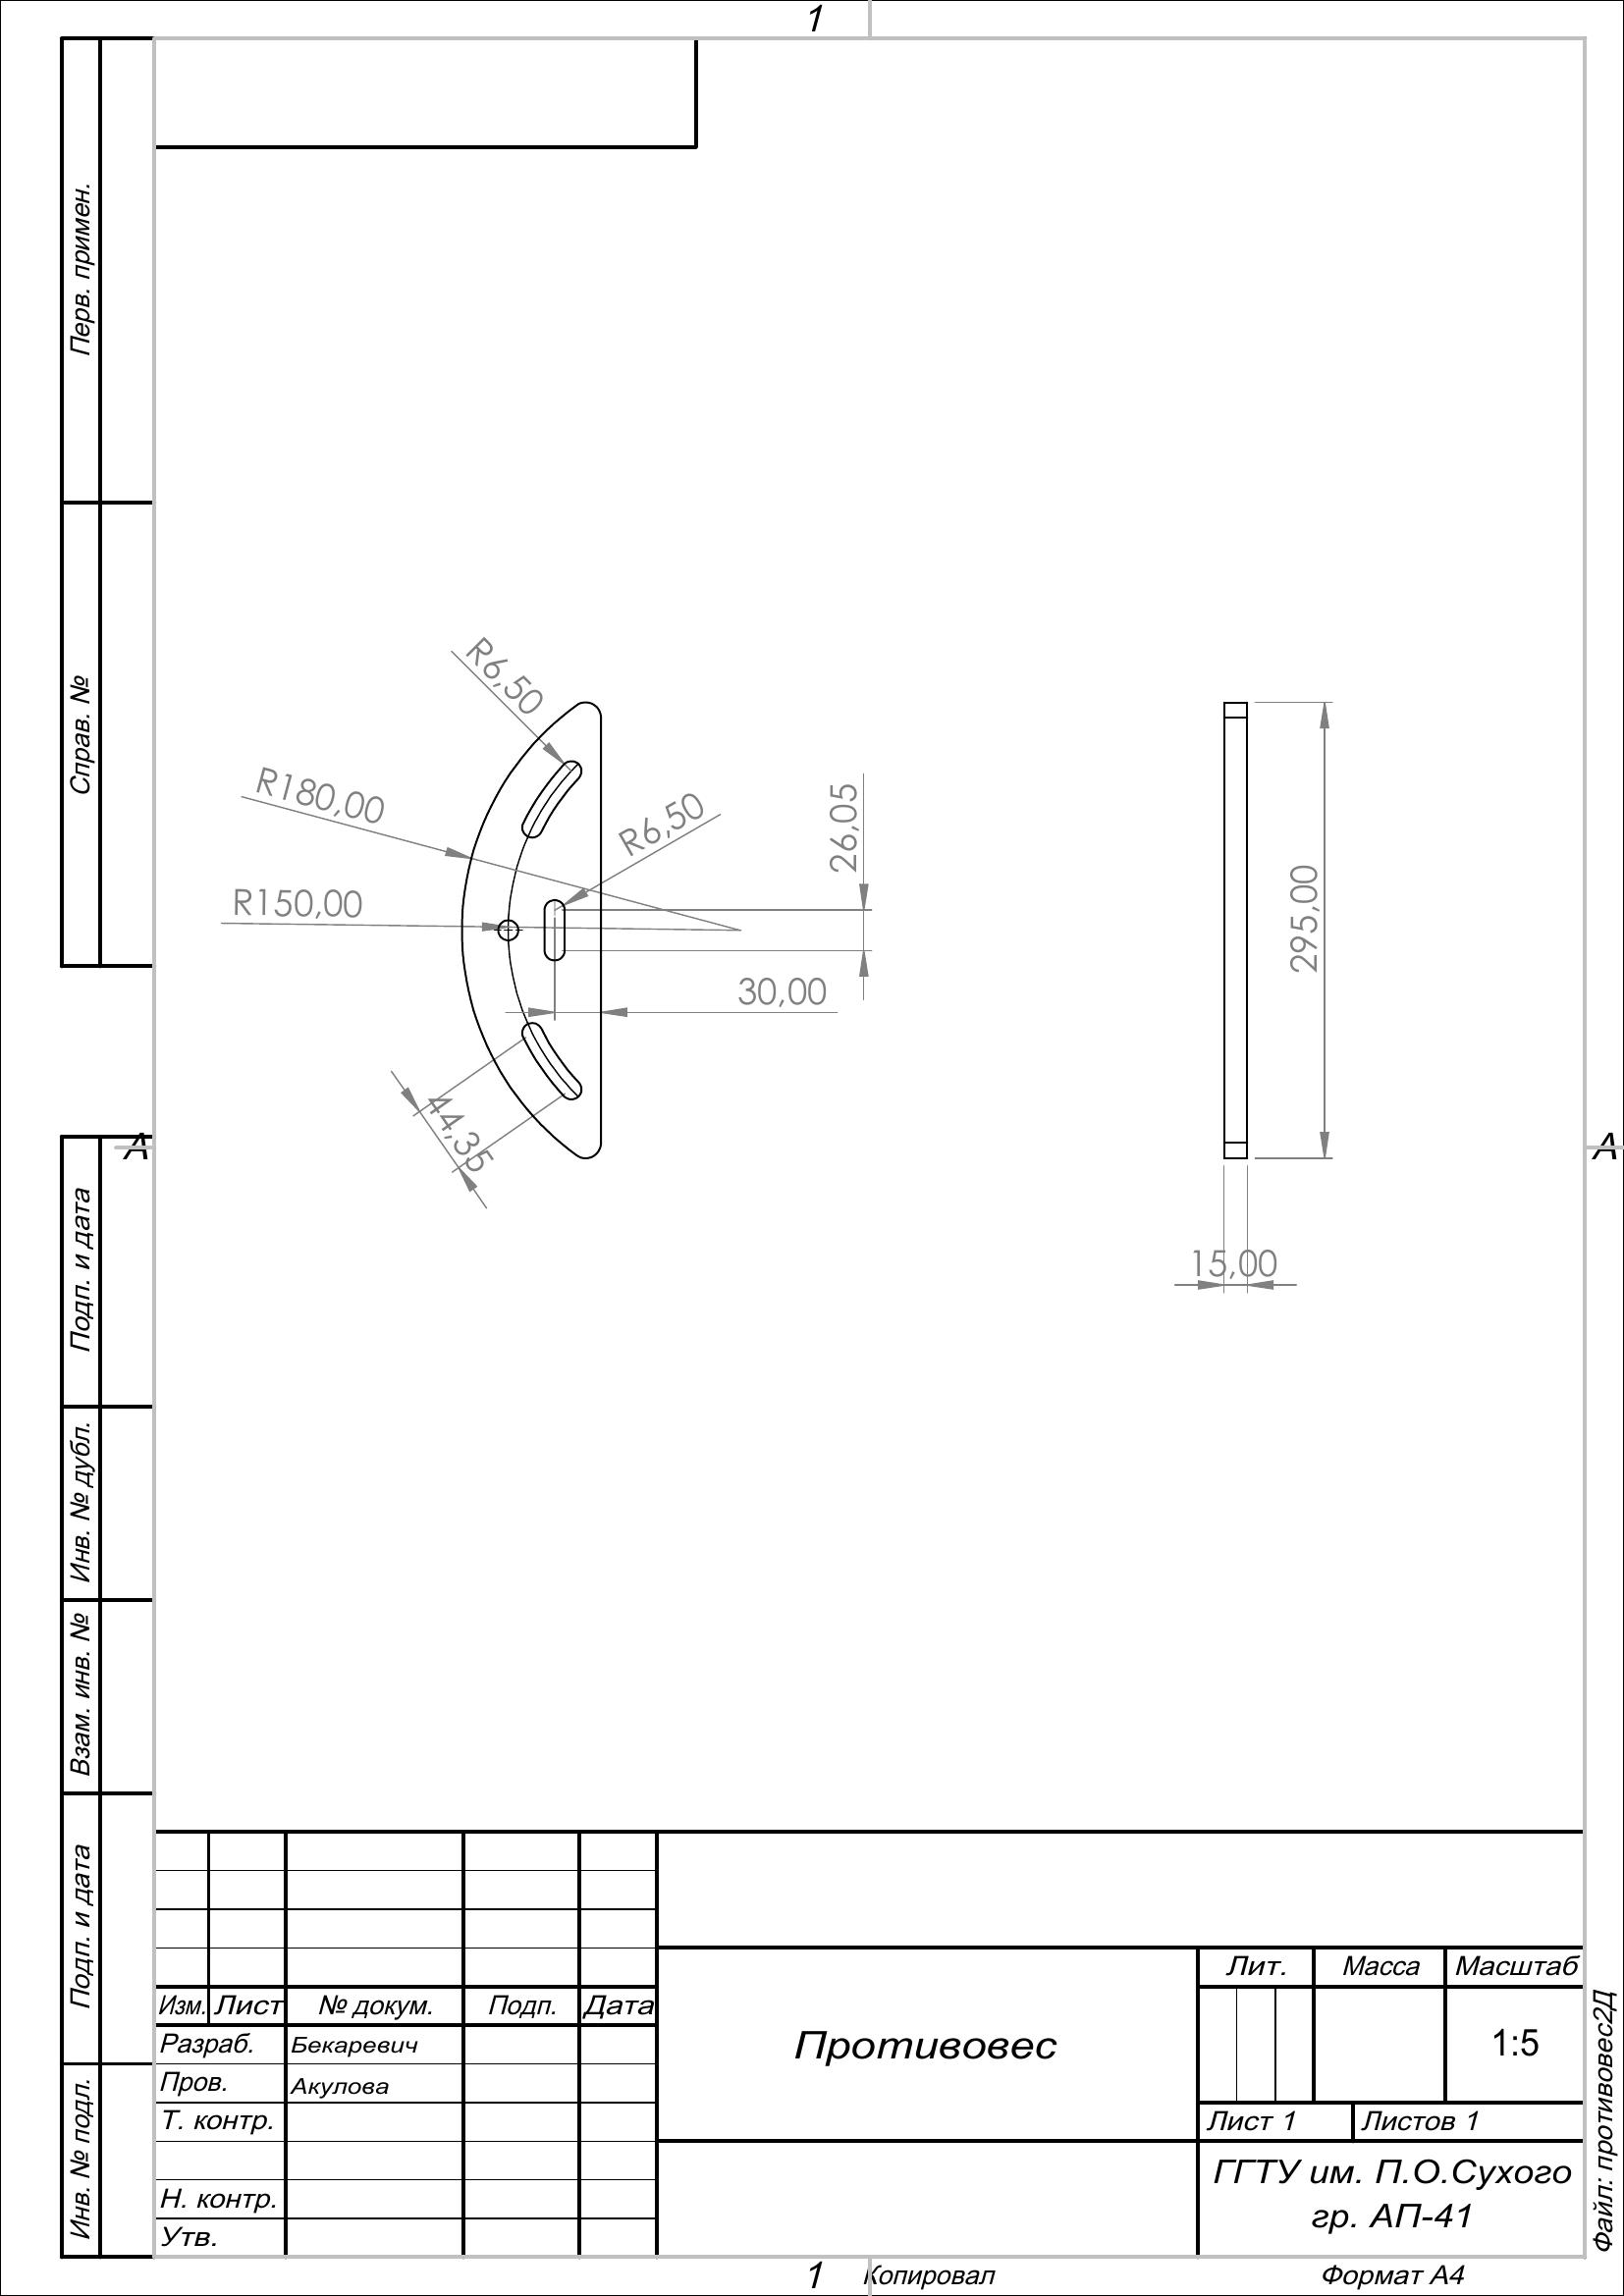 1
Перв. примен.
Справ. №
R6,50
R180,00
R6,50
26,05
R150,00
295,00
30,00
44,35
А
А
15,00
Подп. и дата
Инв. № дубл.
Взам. инв. №
Подп. и дата
Инв. № подл.
Изм. Лист № докум. Подп. Дата
Разраб. Бекаревич
Пров. Акулова
Т. контр.
Н. контр.
Утв.
Противовес
Лит. Масса Масштаб
1:5
Лист 1 Листов 1
ГГТУ им. П.О.Сухого
гр. АП-41
Файл: противовес2Д
1 Копировал Формат А4